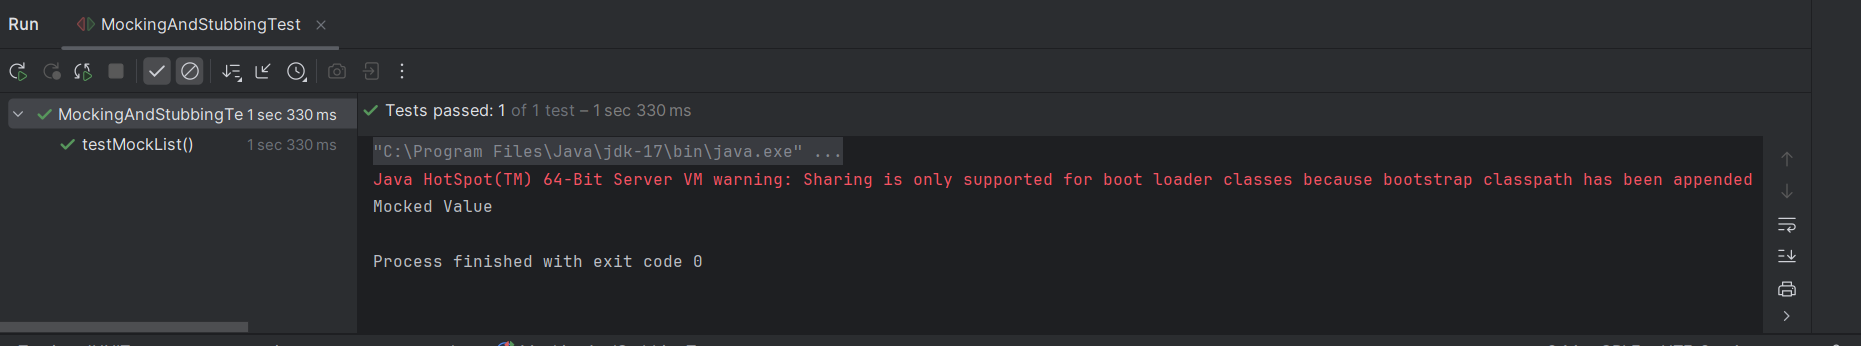 Run MockingAndStubbingTest
MockingAndStubbingTe 1 sec 330 ms
testMockList() 1 sec 330 ms
Tests passed: 1 of 1 test – 1 sec 330 ms
"C:\Program Files\Java\jdk-17\bin\java.exe" ...
Java HotSpot(TM) 64-Bit Server VM warning: Sharing is only supported for boot loader classes because bootstrap classpath has been appended
Mocked Value
Process finished with exit code 0